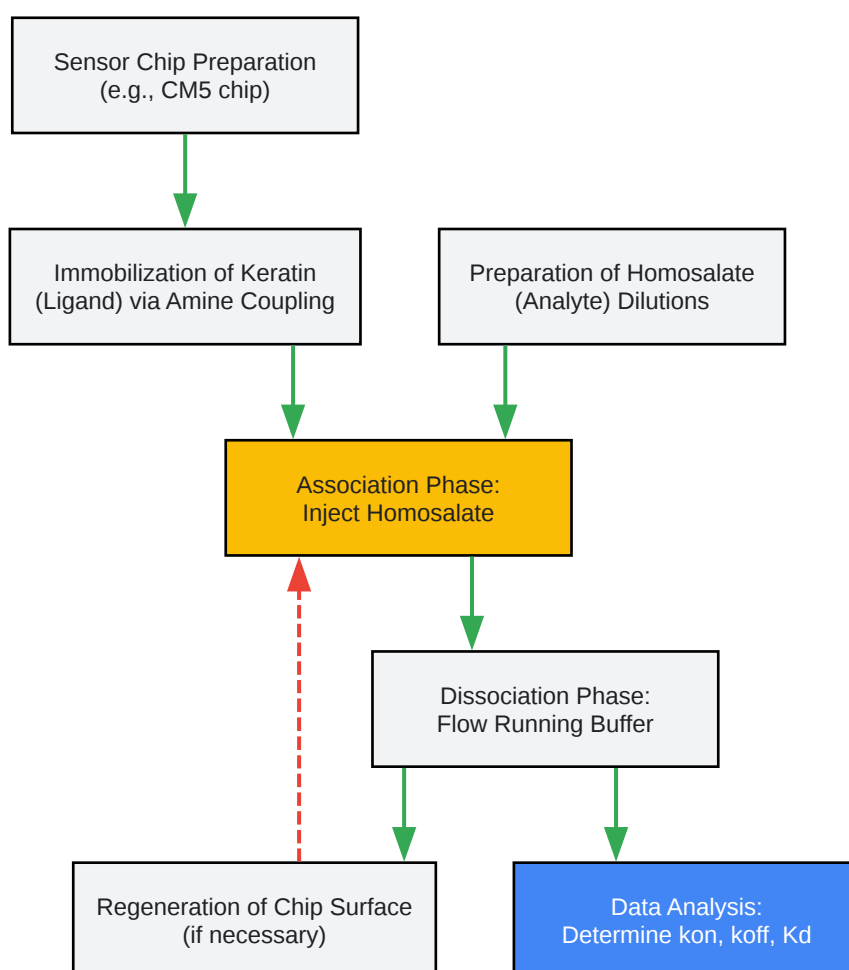 Sensor Chip Preparation
(e.g., CM5 chip)
Immobilization of Keratin
(Ligand) via Amine Coupling
Preparation of Homosalate
(Analyte) Dilutions
Association Phase:
Inject Homosalate
Dissociation Phase:
Flow Running Buffer
Regeneration of Chip Surface
(if necessary)
Data Analysis:
Determine kon, koff, Kd